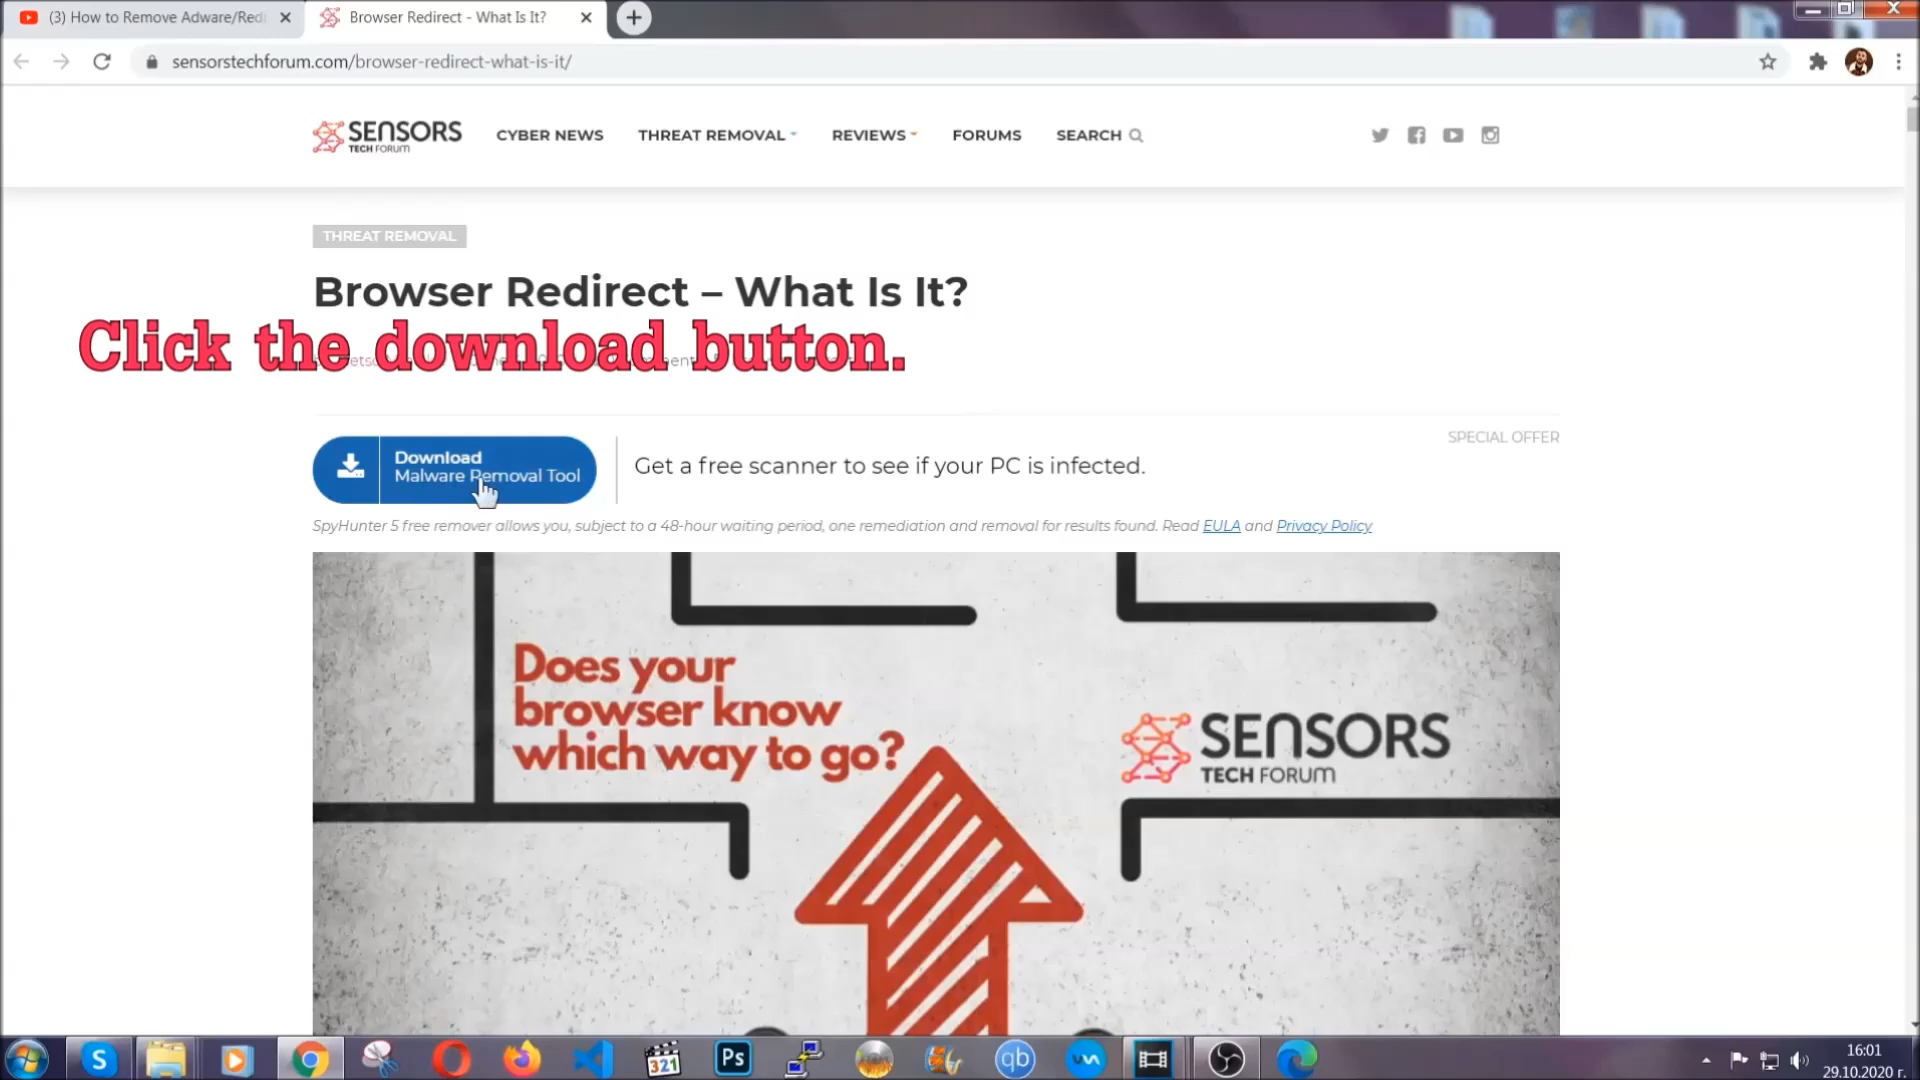 (3) How to Remove Adware/Redi
Browser Redirect - What Is It?
sensorstechforum.com/browser-redirect-what-is-it/
SENSORS
TECH FORUM
CYBER NEWS
THREAT REMOVAL
REVIEWS
FORUMS
SEARCH
THREAT REMOVAL
Browser Redirect – What Is It?
Click the download button.
SPECIAL OFFER
Download
Malware Removal Tool
Get a free scanner to see if your PC is infected.
SpyHunter 5 free remover allows you, subject to a 48-hour waiting period, one remediation and removal for results found. Read EULA and Privacy Policy
Does your
browser know
which way to go?
SENSORS
TECH FORUM
321
Ps
qb
16:01
29.10.2020 г.